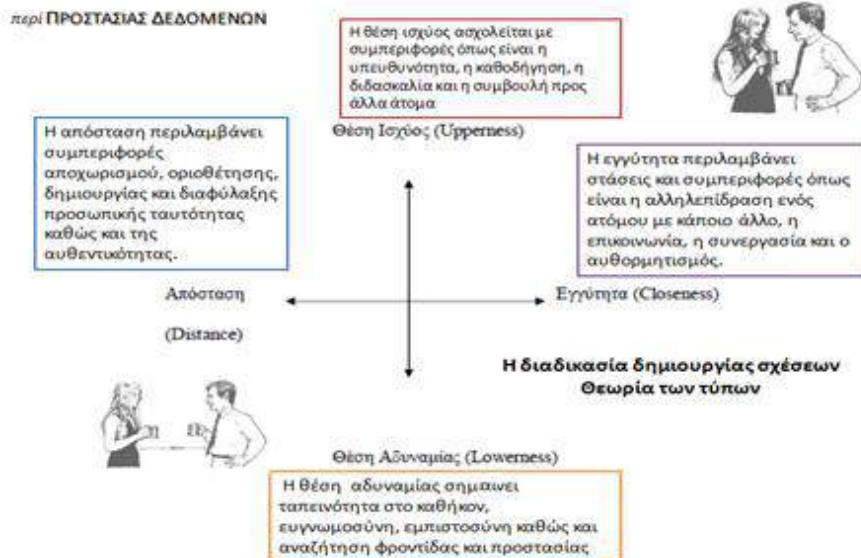 περί ΠΡΟΣΤΑΣΙΑΣ ΔΕΔΟΜΕΝΩΝ
Η θέση ισχύος ασχολείται με
συμπεριφορές όπως είναι η
υπευθυνότητα, η καθοδήγηση, η
διδασκαλία και η συμβουλή προς
άλλα άτομα
Θέση Ισχύος (Upperness)
Η απόσταση περιλαμβάνει
συμπεριφορές
αποχωρισμού, οριοθέτησης,
δημιουργίας και διαφύλαξης
προσωπικής ταυτότητας
καθώς και της
αυθεντικότητας.
Η εγγύτητα περιλαμβάνει
στάσεις και συμπεριφορές όπως
είναι η αλληλεπίδραση ενός
ατόμου με κάποιο άλλο, η
επικοινωνία, η συνεργασία και ο
αυθορμητισμός.
Απόσταση
(Distance)
Εγγύτητα (Closeness)
Η διαδικασία δημιουργίας σχέσεων
Θεωρία των τύπων
Θέση Αδυναμίας (Lowerness)
Η θέση αδυναμίας σημαινει
ταπεινότητα στο καθήκον,
ευγνωμοσύνη, εμπιστοσύνη καθώς και
αναζήτηση φροντίδας και προστασίας